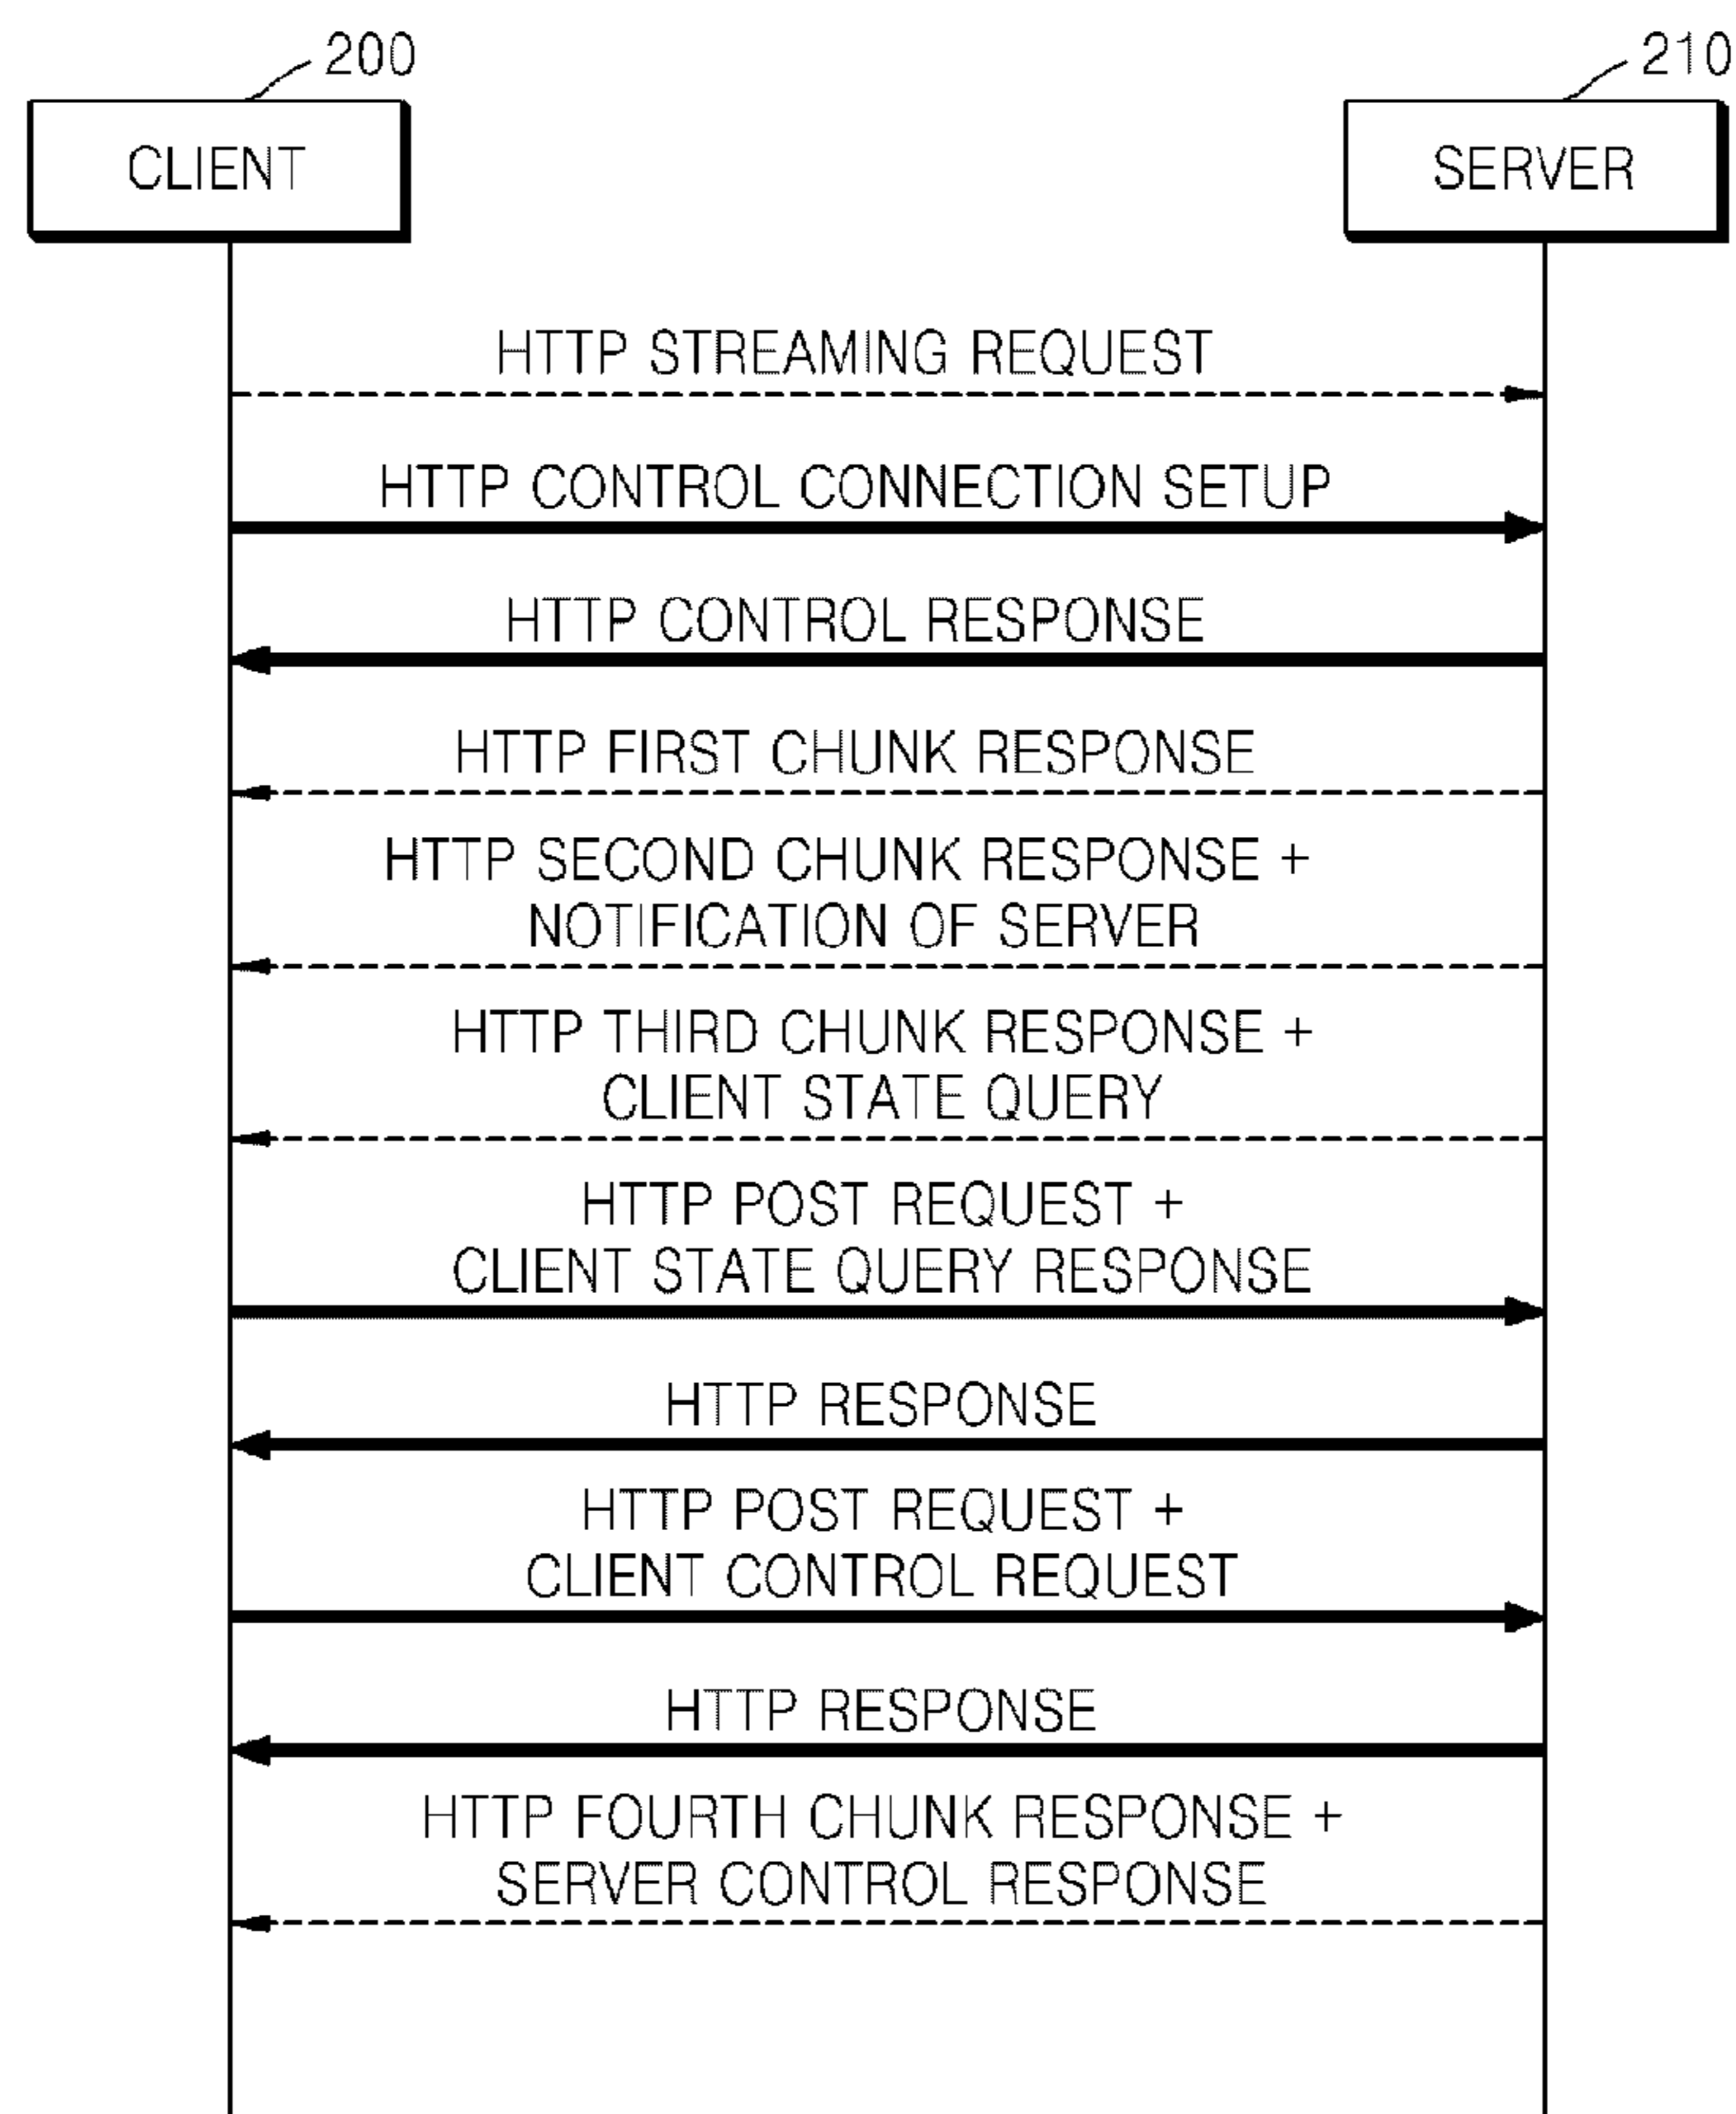 200
210
CLIENT
SERVER
HTTP STREAMING REQUEST
HTTP CONTROL CONNECTION SETUP
HTTP CONTROL RESPONSE
HTTP FIRST CHUNK RESPONSE
HTTP SECOND CHUNK RESPONSE +
NOTIFICATION OF SERVER
HTTP THIRD CHUNK RESPONSE +
CLIENT STATE QUERY
HTTP POST REQUEST +
CLIENT STATE QUERY RESPONSE
HTTP RESPONSE
HTTP POST REQUEST +
CLIENT CONTROL REQUEST
HTTP RESPONSE
HTTP FOURTH CHUNK RESPONSE +
SERVER CONTROL RESPONSE